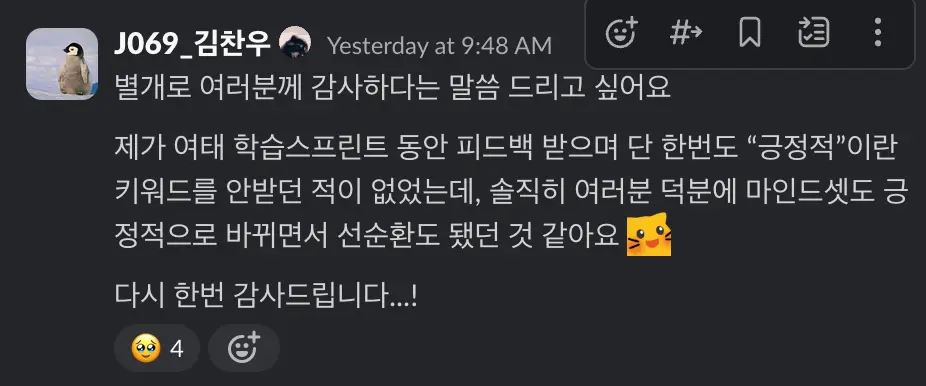 J069_김찬우 Yesterday at 9:48 AM
별개로 여러분께 감사하다는 말씀 드리고 싶어요
제가 여태 학습스프린트 동안 피드백 받으며 단 한번도 “긍정적”이란
키워드를 안받던 적이 없었는데, 솔직히 여러분 덕분에 마인드셋도 긍
정적으로 바뀌면서 선순환도 됐던 것 같아요
다시 한번 감사드립니다...!
4